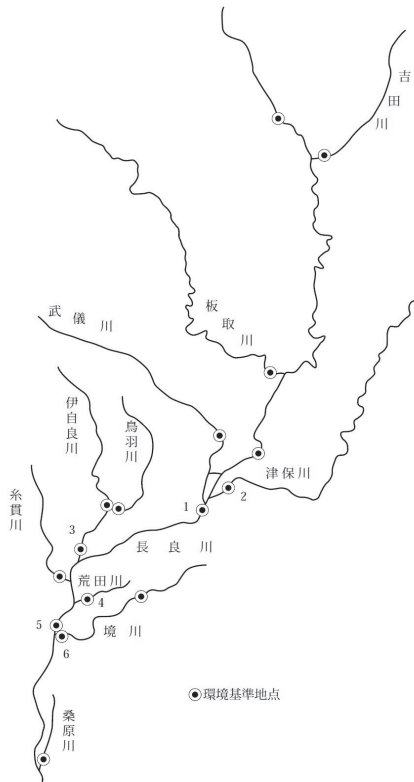 吉田川
板取川
武儀川
伊自良川
鳥羽川
糸貫川
津保川
1
2
3
長良川
荒田川
4
5
境川
6
◉環境基準地点
桑原川